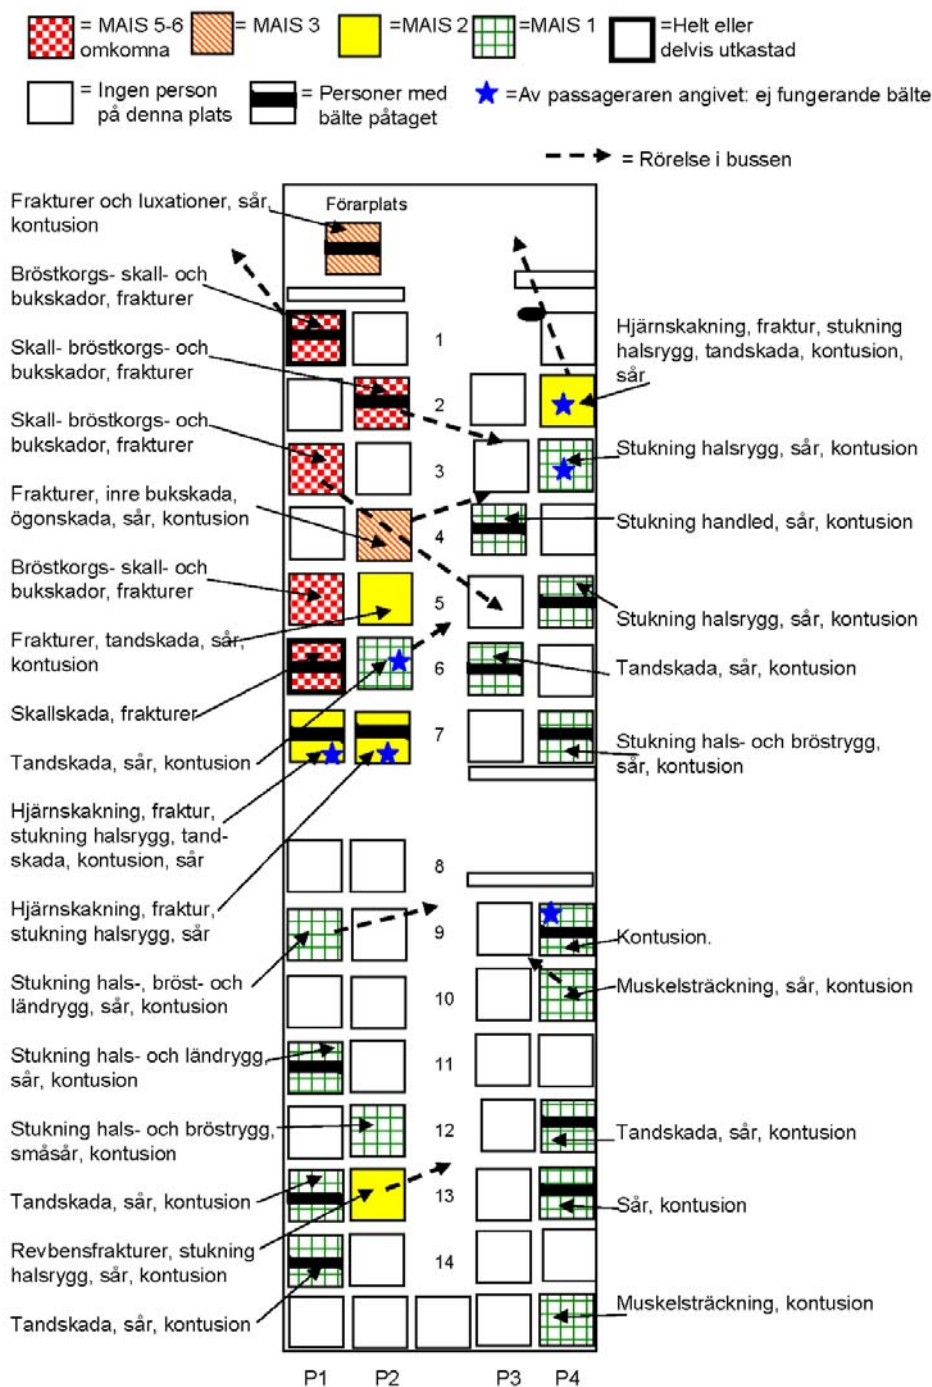 = MAIS 5-6
omkomna
= MAIS 3
=MAIS 2
=MAIS 1
=Helt eller
delvis utkastad
= Ingen person
på denna plats
= Personer med
bälte påtaget
=Av passageraren angivet: ej fungerande bälte
= Rörelse i bussen
Förarplats
Frakturer och luxationer, sår,
kontusion
Bröstkorgs- skall- och
bukskador, frakturer
Skall- bröstkorgs- och
bukskador, frakturer
Skall- bröstkorgs- och
bukskador, frakturer
Frakturer, inre bukskada,
ögonskada, sår, kontusion
Bröstkorgs- skall- och
bukskador, frakturer
Frakturer, tandskada, sår,
kontusion
Skallskada, frakturer
Tandskada, sår, kontusion
Hjärnskakning, fraktur,
stukning halsrygg, tand-
skada, kontusion, sår
Hjärnskakning, fraktur,
stukning halsrygg, sår
Stukning hals-, bröst- och
ländrygg, sår, kontusion
Stukning hals- och ländrygg,
sår, kontusion
Stukning hals- och bröstrygg,
småsår, kontusion
Tandskada, sår, kontusion
Revbensfrakturer, stukning
halsrygg, sår, kontusion
Tandskada, sår, kontusion
1
2
3
4
5
6
7
8
9
10
11
12
13
14
Hjärnskakning, fraktur, stukning
halsrygg, tandskada, kontusion,
sår
Stukning halsrygg, sår, kontusion
Stukning handled, sår, kontusion
Stukning halsrygg, sår, kontusion
Tandskada, sår, kontusion
Stukning hals- och bröstrygg,
sår, kontusion
Kontusion.
Muskelsträckning, sår, kontusion
Tandskada, sår, kontusion
Sår, kontusion
Muskelsträckning, kontusion
P1 P2 P3 P4